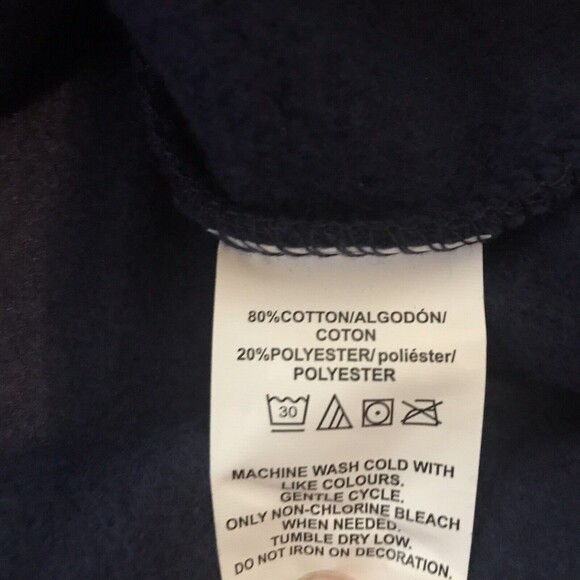 80%COTTON/ALGODÓN/
COTON
20%POLYESTER/poliéster/
POLYESTER
30
MACHINE WASH COLD WITH
LIKE COLOURS.
GENTLE CYCLE.
ONLY NON-CHLORINE BLEACH
WHEN NEEDED.
TUMBLE DRY LOW.
DO NOT IRON ON DECORATION.